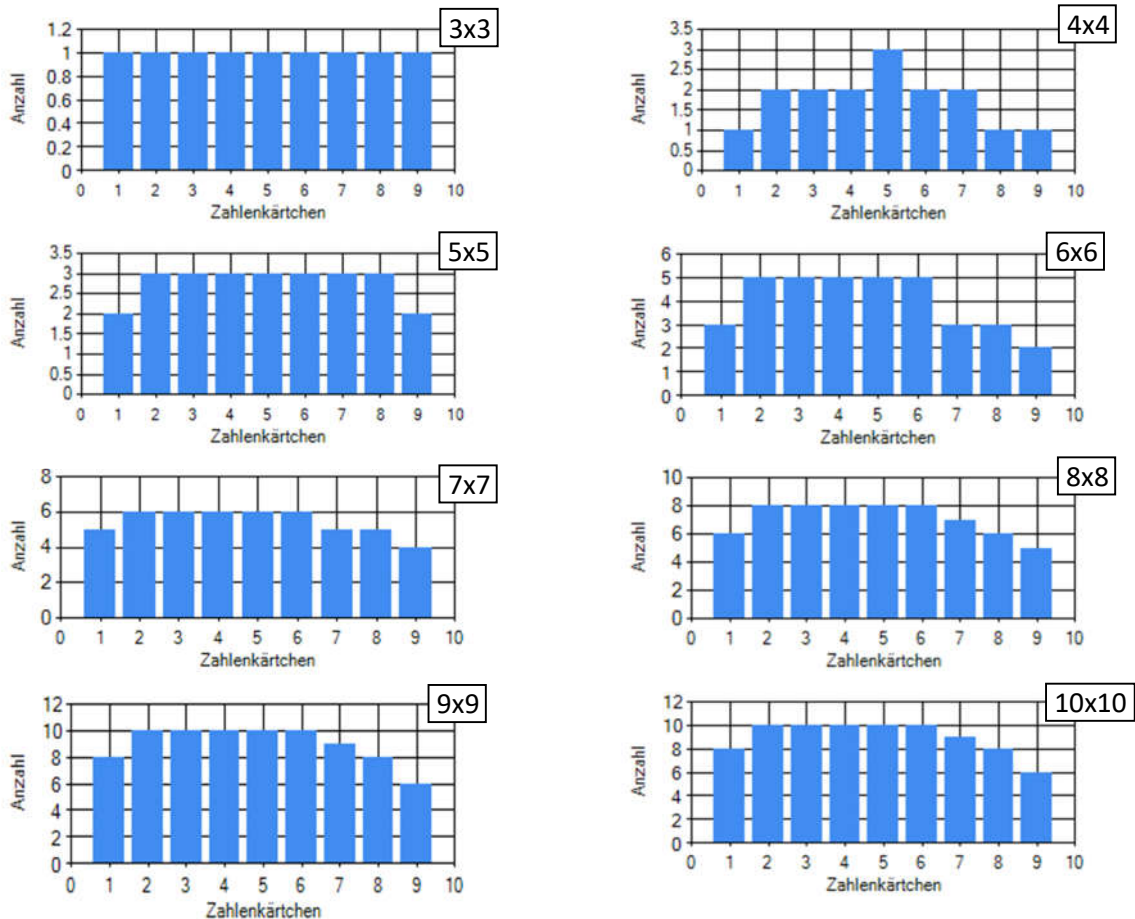 3x3
1.2
1
0.8
0.6
0.4
0.2
0
Anzahl
0 1 2 3 4 5 6 7 8 9 10
Zahlenkärtchen
4x4
3.5
3
2.5
2
1.5
1
0.5
0
Anzahl
0 1 2 3 4 5 6 7 8 9 10
Zahlenkärtchen
5x5
3.5
3
2.5
2
1.5
1
0.5
0
Anzahl
0 1 2 3 4 5 6 7 8 9 10
Zahlenkärtchen
6x6
6
5
4
3
2
1
0
Anzahl
0 1 2 3 4 5 6 7 8 9 10
Zahlenkärtchen
7x7
8
6
4
2
0
Anzahl
0 1 2 3 4 5 6 7 8 9 10
Zahlenkärtchen
8x8
10
8
6
4
2
0
Anzahl
0 1 2 3 4 5 6 7 8 9 10
Zahlenkärtchen
9x9
12
10
8
6
4
2
0
Anzahl
0 1 2 3 4 5 6 7 8 9 10
Zahlenkärtchen
10x10
12
10
8
6
4
2
0
Anzahl
0 1 2 3 4 5 6 7 8 9 10
Zahlenkärtchen